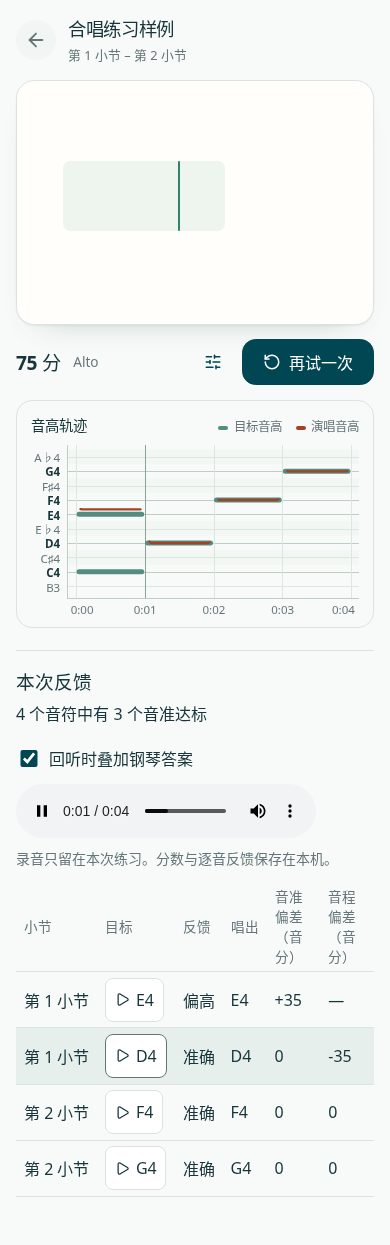 合唱练习样例
第 1 小节 – 第 2 小节
75 分 Alto 再试一次
音高轨迹 目标音高 演唱音高
A♭4
G4
F♯4
F4
E4
E♭4
D4
C♯4
C4
B3
0:00 0:01 0:02 0:03 0:04
本次反馈
4 个音符中有 3 个音准达标
回听时叠加钢琴答案
0:01 / 0:04
录音只留在本次练习。分数与逐音反馈保存在本机。
小节 目标 反馈 唱出 音准偏差（音分） 音程偏差（音分）
第 1 小节 E4 偏高 E4 +35 —
第 1 小节 D4 准确 D4 0 -35
第 2 小节 F4 准确 F4 0 0
第 2 小节 G4 准确 G4 0 0